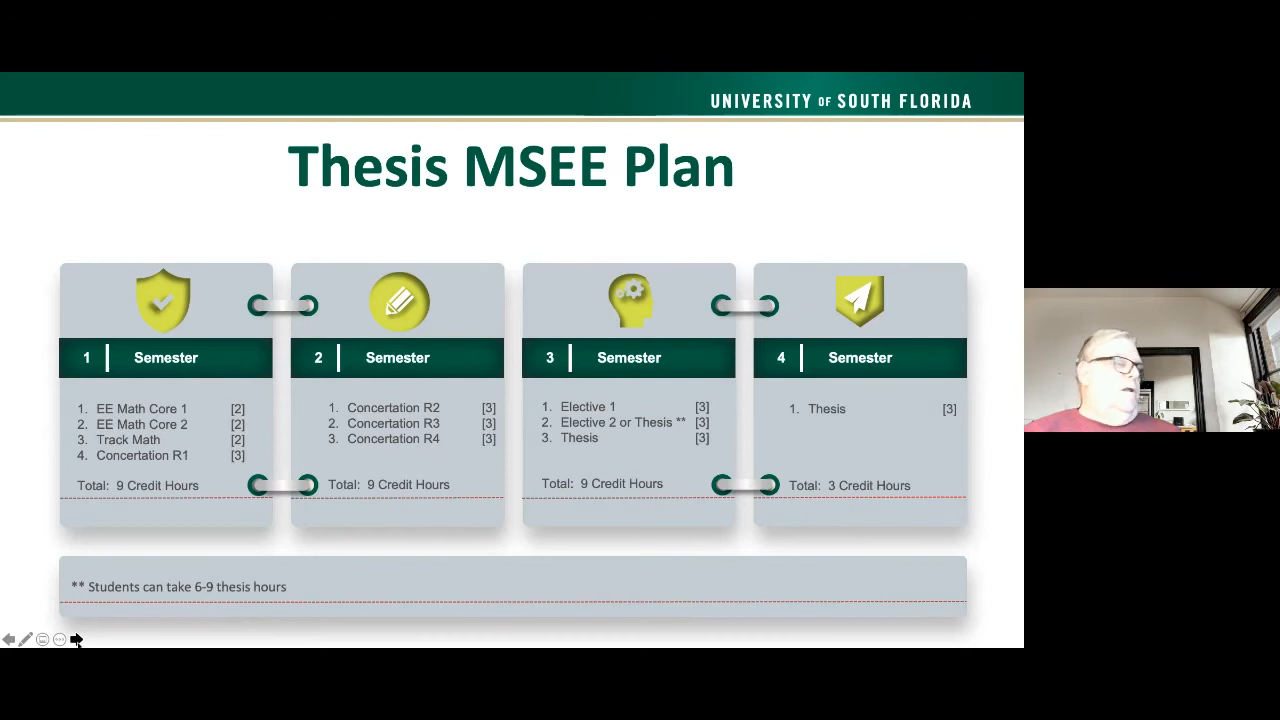 UNIVERSITY OF SOUTH FLORIDA
Thesis MSEE Plan
1 Semester
1. EE Math Core 1 [2]
2. EE Math Core 2 [2]
3. Track Math [2]
4. Concertation R1 [3]
Total: 9 Credit Hours
2 Semester
1. Concertation R2 [3]
2. Concertation R3 [3]
3. Concertation R4 [3]
Total: 9 Credit Hours
3 Semester
1. Elective 1 [3]
2. Elective 2 or Thesis ** [3]
3. Thesis [3]
Total: 9 Credit Hours
4 Semester
1. Thesis [3]
Total: 3 Credit Hours
** Students can take 6-9 thesis hours